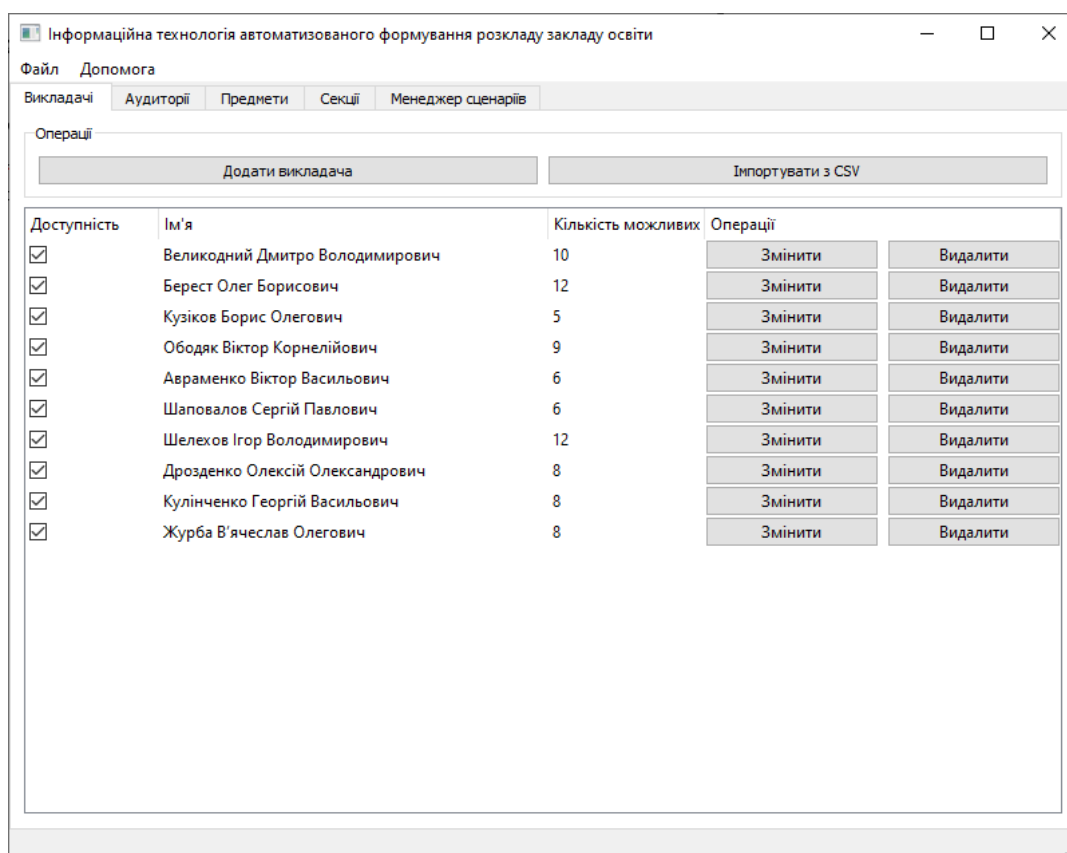 Інформаційна технологія автоматизованого формування розкладу закладу освіти
Файл Допомога
Викладачі Аудиторії Предмети Секції Менеджер сценаріїв
Операції
Додати викладача Імпортувати з CSV
Доступність Ім'я Кількість можливих Операції
Великодний Дмитро Володимирович 10 Змінити Видалити
Берест Олег Борисович 12 Змінити Видалити
Кузіков Борис Олегович 5 Змінити Видалити
Ободяк Віктор Корнелійович 9 Змінити Видалити
Авраменко Віктор Васильович 6 Змінити Видалити
Шаповалов Сергій Павлович 6 Змінити Видалити
Шелехов Ігор Володимирович 12 Змінити Видалити
Дрозденко Олексій Олександрович 8 Змінити Видалити
Кулінченко Георгій Васильович 8 Змінити Видалити
Журба В'ячеслав Олегович 8 Змінити Видалити